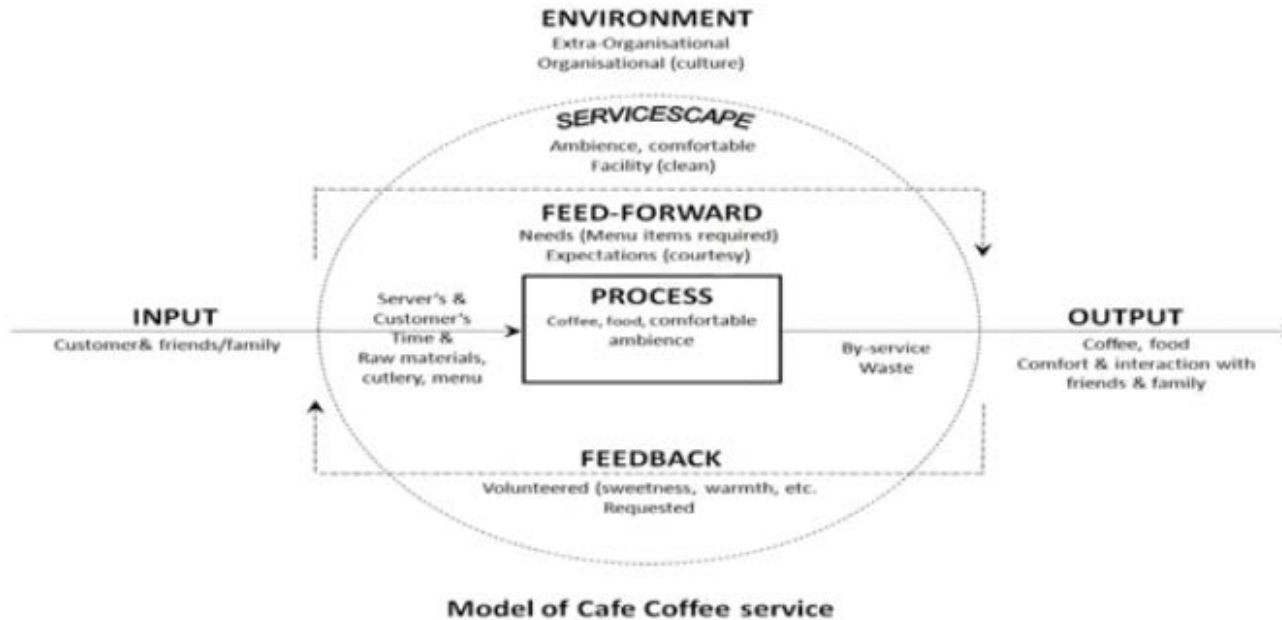 ENVIRONMENT
Extra-Organisational
Organisational (culture)
SERVICESCAPE
Ambience, comfortable
Facility (clean)
FEED-FORWARD
Needs (Menu items required)
Expectations (courtesy)
INPUT
Customer& friends/family
Server's &
Customer's
Time &
Raw materials,
cutlery, menu
PROCESS
Coffee, food, comfortable
ambience
By-service
Waste
OUTPUT
Coffee, food
Comfort & interaction with
friends & family
FEEDBACK
Volunteered (sweetness, warmth, etc.
Requested
Model of Cafe Coffee service